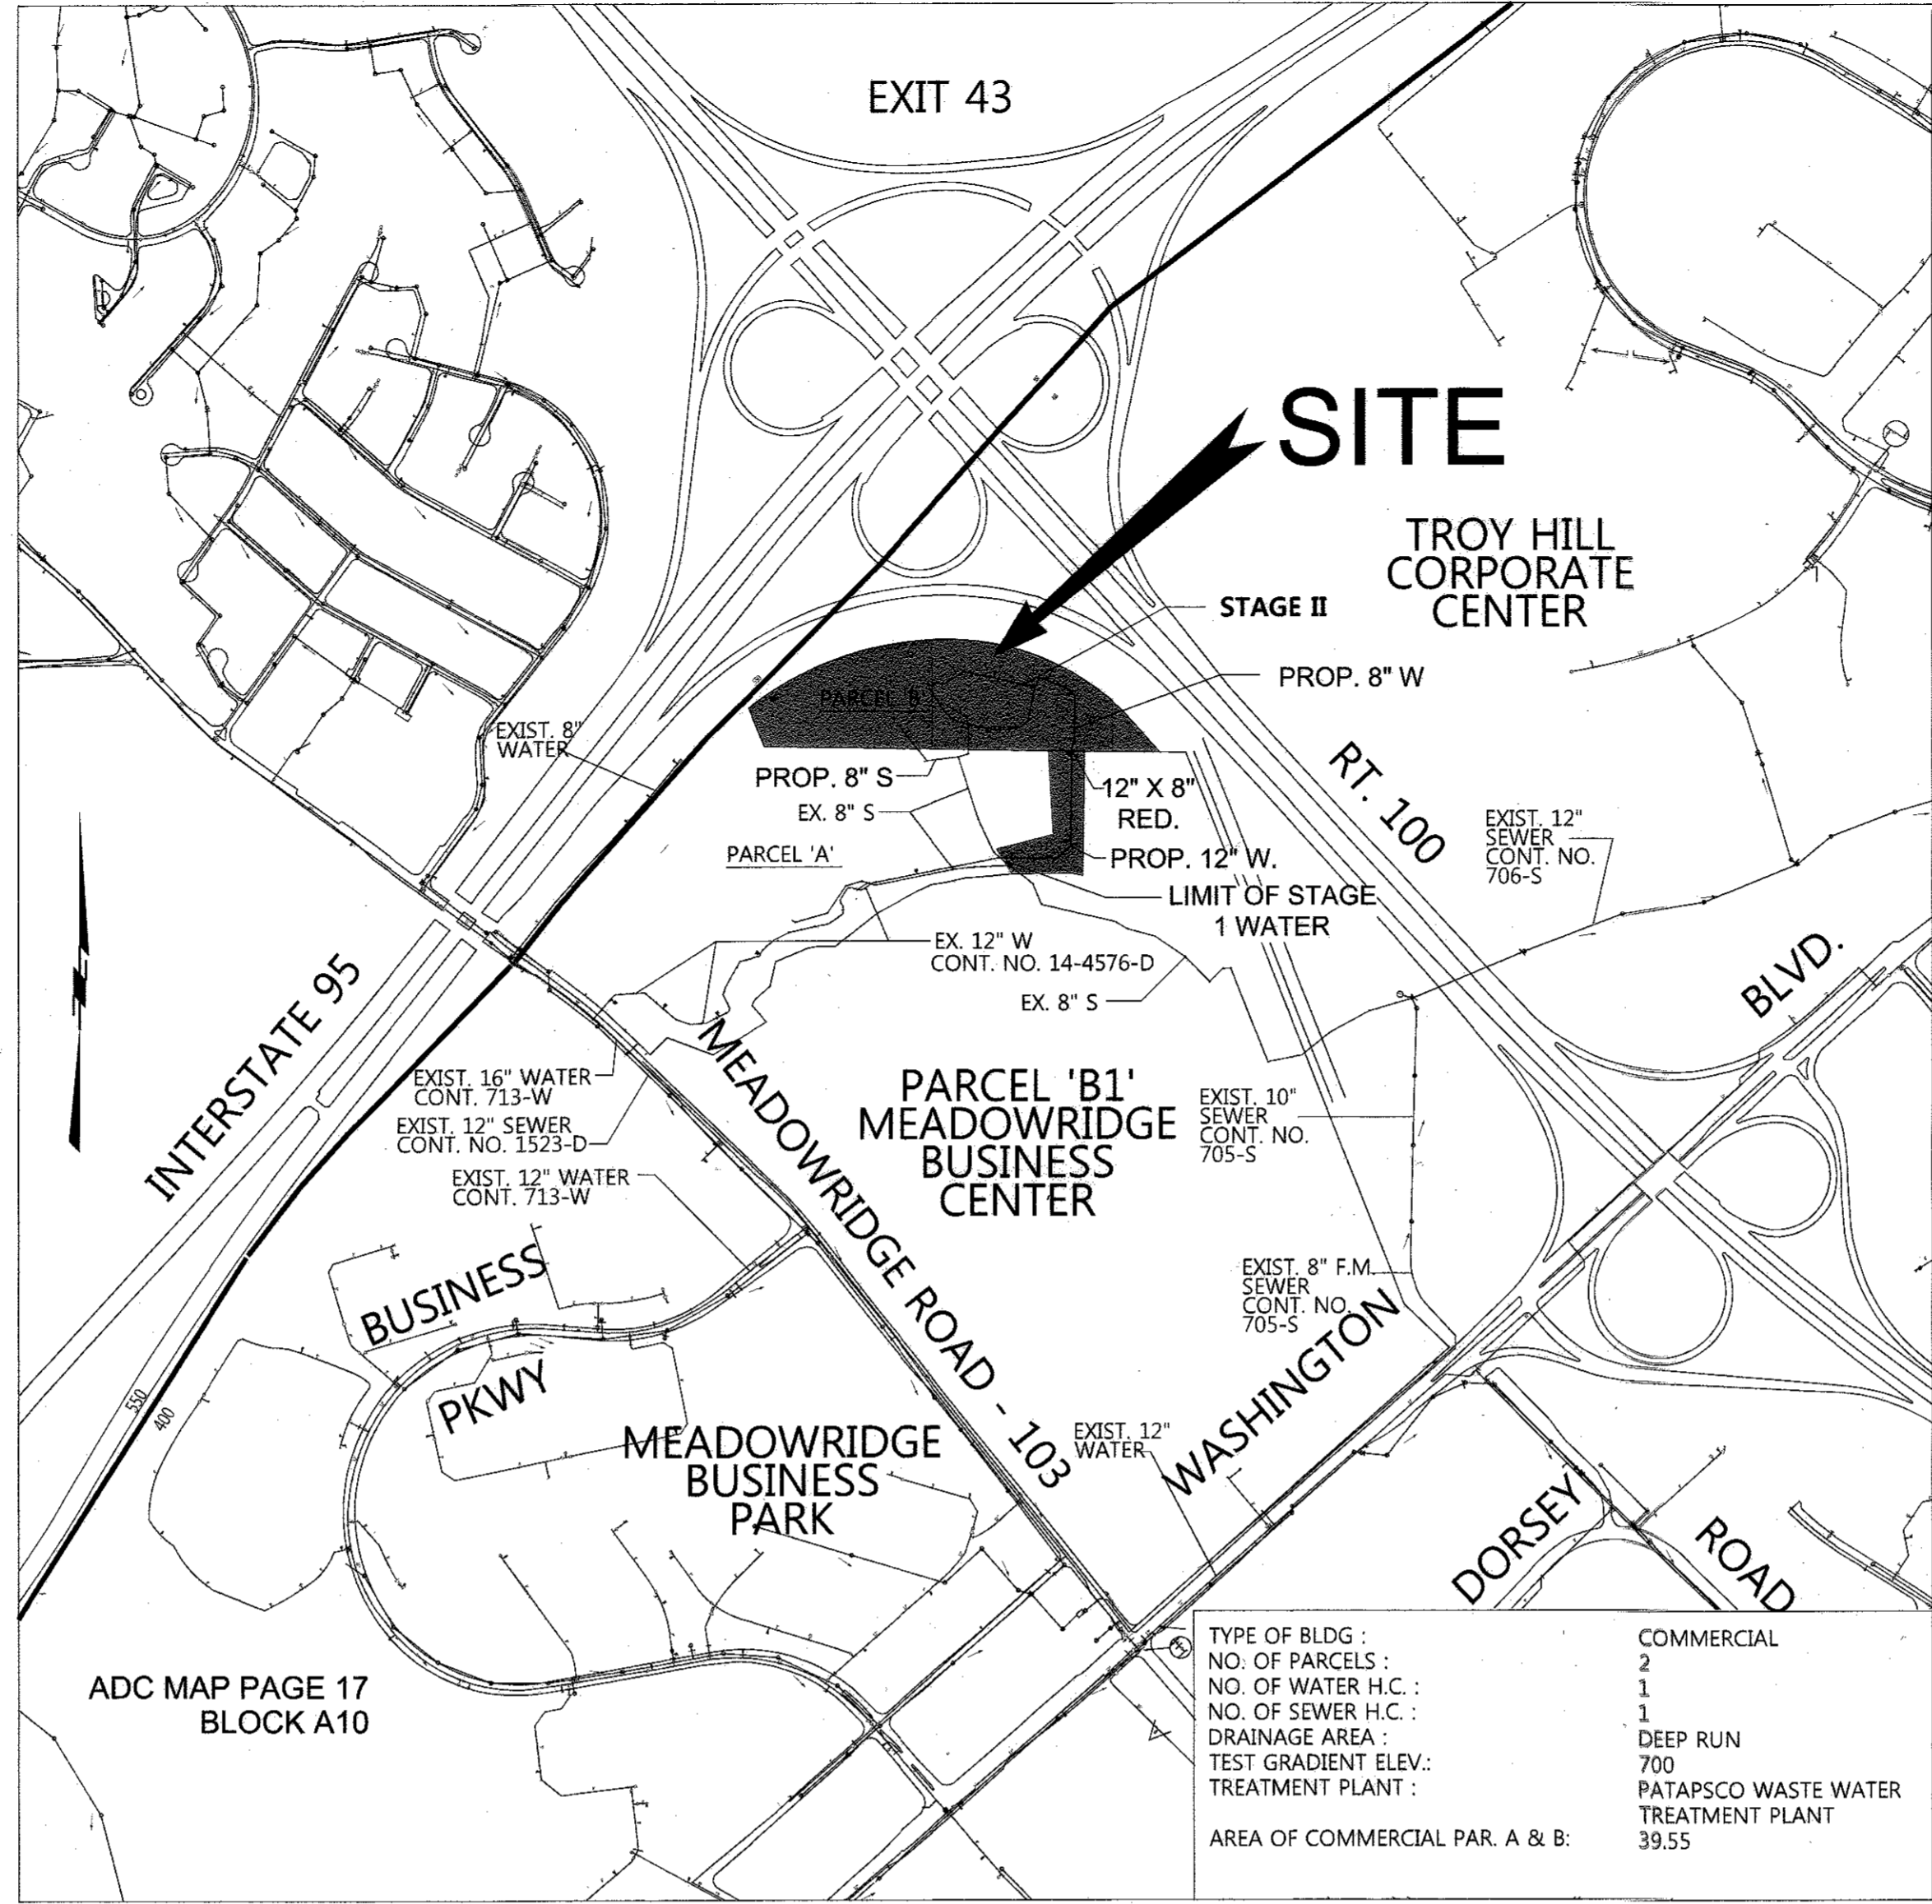 EXIT 43
SITE
TROY HILL
CORPORATE
CENTER
STAGE II
PROP. 8" W
PARCEL 'B'
EXIST. 8"
WATER
PROP. 8" S
EX. 8" S
PARCEL 'A'
12" X 8"
RED.
PROP. 12" W.
LIMIT OF STAGE
1 WATER
RT. 100
EXIST. 12"
SEWER
CONT. NO.
706-S
EX. 12" W
CONT. NO. 14-4576-D
EX. 8" S
BLVD.
INTERSTATE 95
EXIST. 16" WATER
CONT. 713-W
EXIST. 12" SEWER
CONT. NO. 1523-D
EXIST. 12" WATER
CONT. 713-W
MEADOWRIDGE ROAD - 103
PARCEL 'B1'
MEADOWRIDGE
BUSINESS
CENTER
EXIST. 10"
SEWER
CONT. NO.
705-S
EXIST. 8" F.M.
SEWER
CONT. NO.
705-S
BUSINESS
PKWY
550
400
MEADOWRIDGE
BUSINESS
PARK
EXIST. 12"
WATER
WASHINGTON
DORSEY
ROAD
ADC MAP PAGE 17
BLOCK A10
TYPE OF BLDG : COMMERCIAL
NO. OF PARCELS : 2
NO. OF WATER H.C. : 1
NO. OF SEWER H.C. : 1
DRAINAGE AREA : DEEP RUN
TEST GRADIENT ELEV.: 700
TREATMENT PLANT : PATAPSCO WASTE WATER
TREATMENT PLANT
AREA OF COMMERCIAL PAR. A & B: 39.55